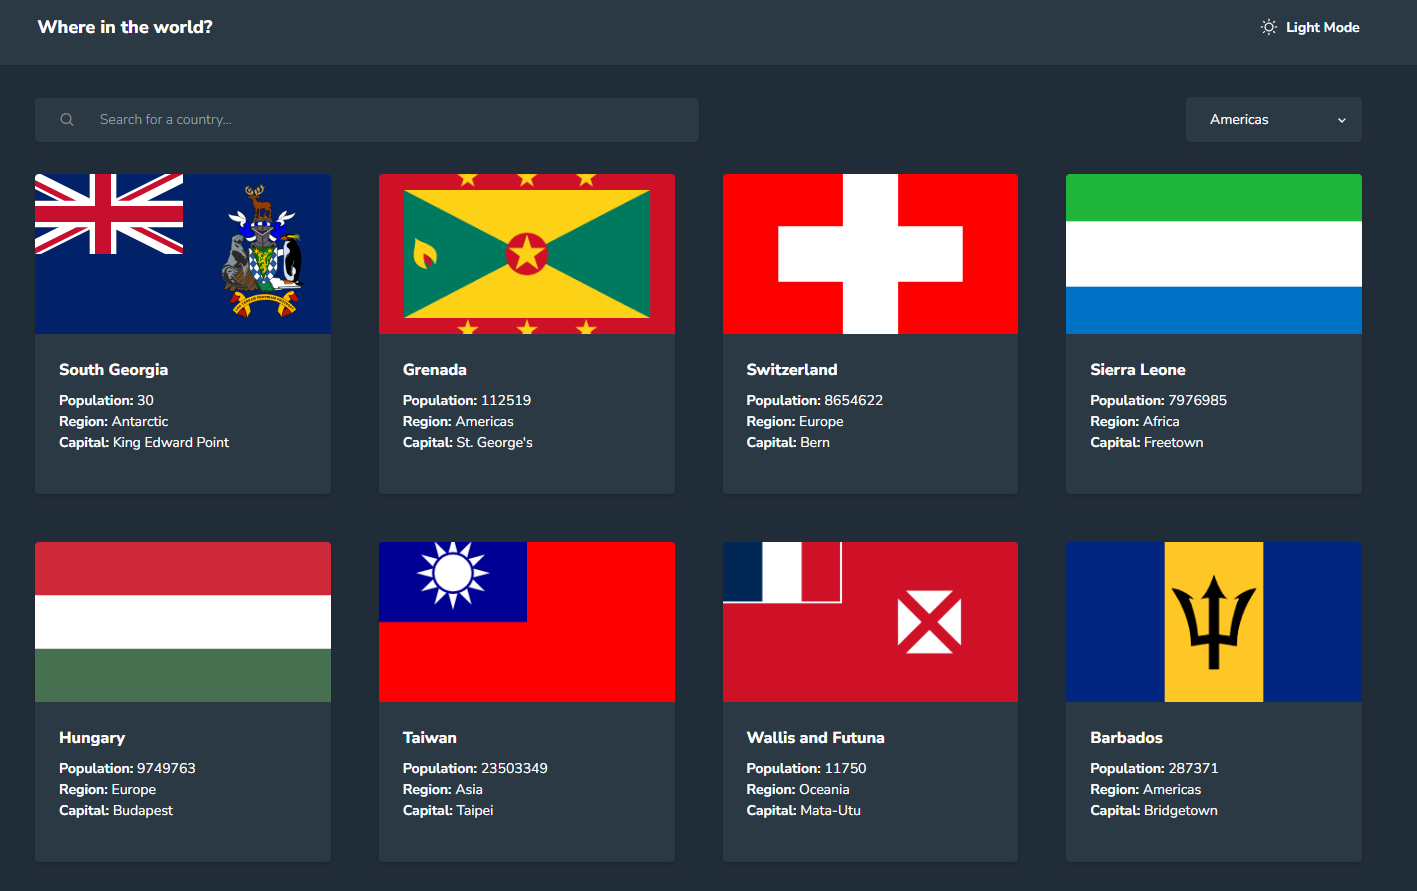 Where in the world?
Light Mode
Search for a country...
Americas
South Georgia
Population: 30
Region: Antarctic
Capital: King Edward Point
Grenada
Population: 112519
Region: Americas
Capital: St. George's
Switzerland
Population: 8654622
Region: Europe
Capital: Bern
Sierra Leone
Population: 7976985
Region: Africa
Capital: Freetown
Hungary
Population: 9749763
Region: Europe
Capital: Budapest
Taiwan
Population: 23503349
Region: Asia
Capital: Taipei
Wallis and Futuna
Population: 11750
Region: Oceania
Capital: Mata-Utu
Barbados
Population: 287371
Region: Americas
Capital: Bridgetown